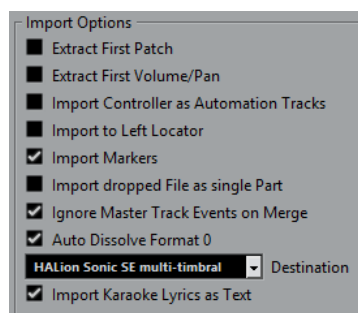 Import Options
Extract First Patch
Extract First Volume/Pan
Import Controller as Automation Tracks
Import to Left Locator
Import Markers
Import dropped File as single Part
Ignore Master Track Events on Merge
Auto Dissolve Format 0
HALion Sonic SE multi-timbral Destination
Import Karaoke Lyrics as Text